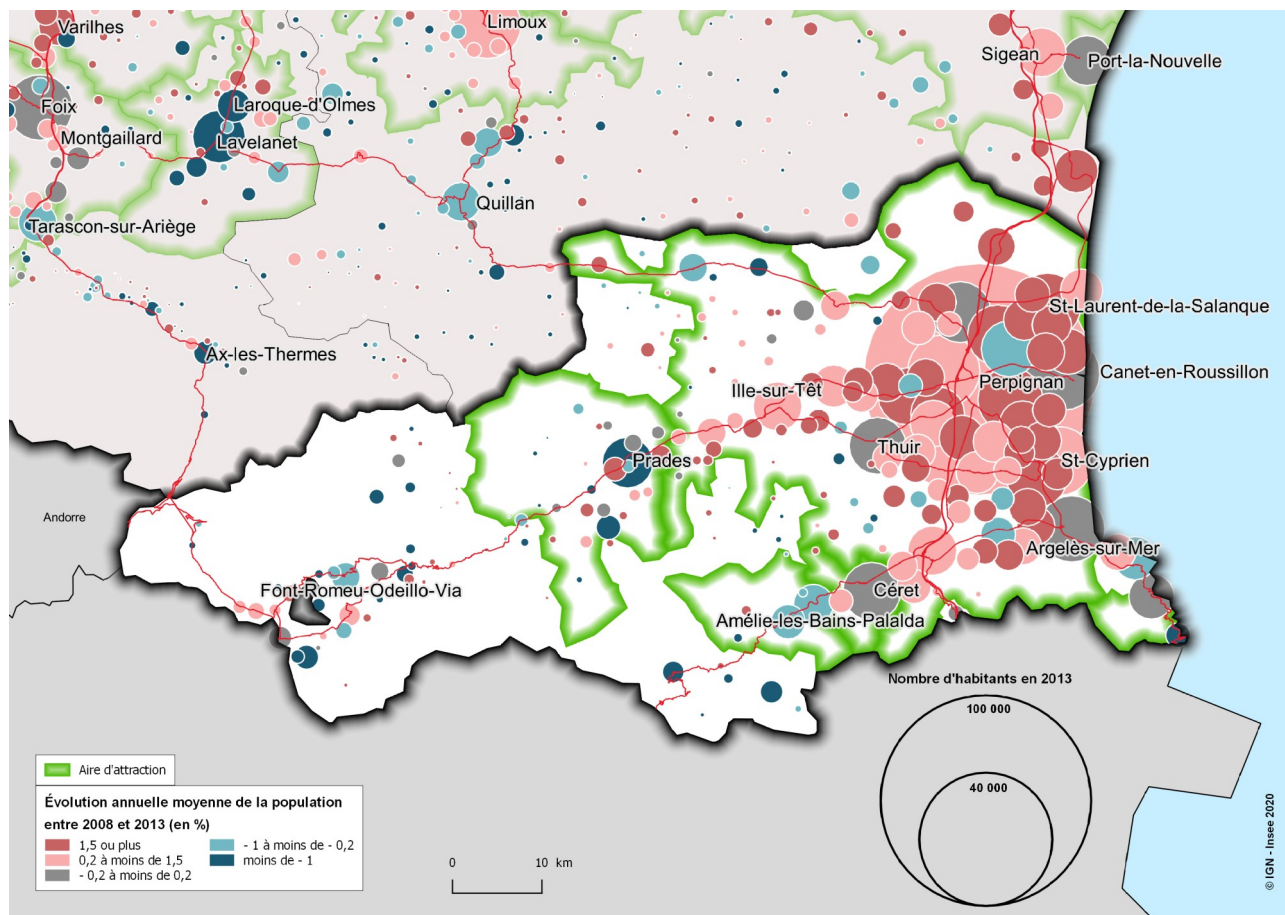 Limoux
Varilhes
Sigean
Port-la-Nouvelle
Laroque-d'Olmes
Foix
Montgaillard
Lavelanet
Quillan
Tarascon-sur-Ariège
St-Laurent-de-la-Salanque
Ax-les-Thermes
Canet-en-Roussillon
Perpignan
Ille-sur-Têt
Thuir
Prades
St-Cyprien
Andorre
Argelès-sur-Mer
Font-Romeu-Odeillo-Via
Céret
Amélie-les-Bains-Palalda
Nombre d'habitants en 2013
100 000
40 000
Aire d'attraction
Évolution annuelle moyenne de la population
entre 2008 et 2013 (en %)
1,5 ou plus
0,2 à moins de 1,5
- 0,2 à moins de 0,2
- 1 à moins de - 0,2
moins de - 1
0 10 km
© IGN - Insee 2020